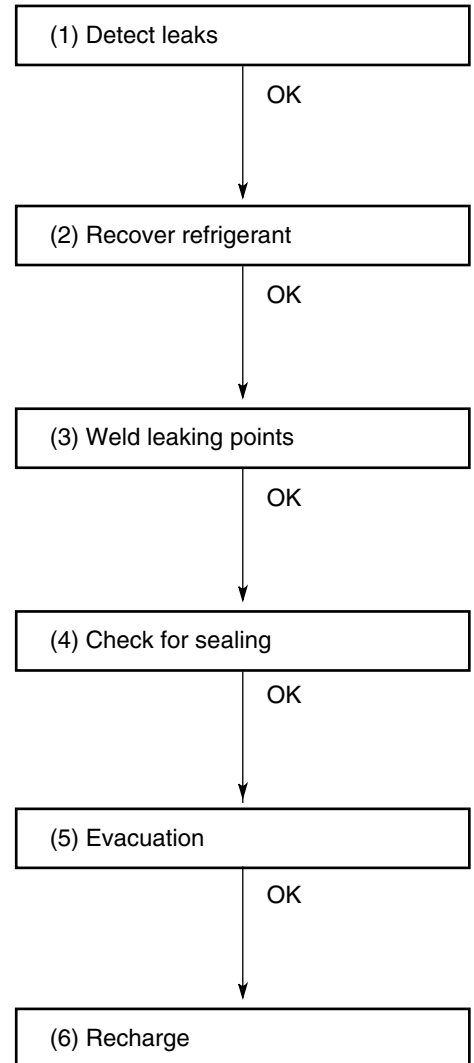 (1) Detect leaks
OK
(2) Recover refrigerant
OK
(3) Weld leaking points
OK
(4) Check for sealing
OK
(5) Evacuation
OK
(6) Recharge